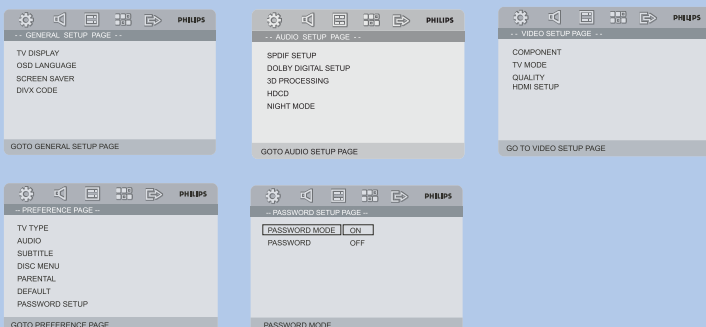 PHILIPS
-- GENERAL SETUP PAGE --
TV DISPLAY
OSD LANGUAGE
SCREEN SAVER
DIVX CODE
GOTO GENERAL SETUP PAGE
PHILIPS
-- AUDIO SETUP PAGE --
SPDIF SETUP
DOLBY DIGITAL SETUP
3D PROCESSING
HDCD
NIGHT MODE
GOTO AUDIO SETUP PAGE
PHILIPS
-- VIDEO SETUP PAGE --
COMPONENT
TV MODE
QUALITY
HDMI SETUP
GO TO VIDEO SETUP PAGE
PHILIPS
-- PREFERENCE PAGE --
TV TYPE
AUDIO
SUBTITLE
DISC MENU
PARENTAL
DEFAULT
PASSWORD SETUP
GOTO PREFERENCE PAGE
PHILIPS
-- PASSWORD SETUP PAGE --
PASSWORD MODE ON
PASSWORD OFF
PASSWORD MODE